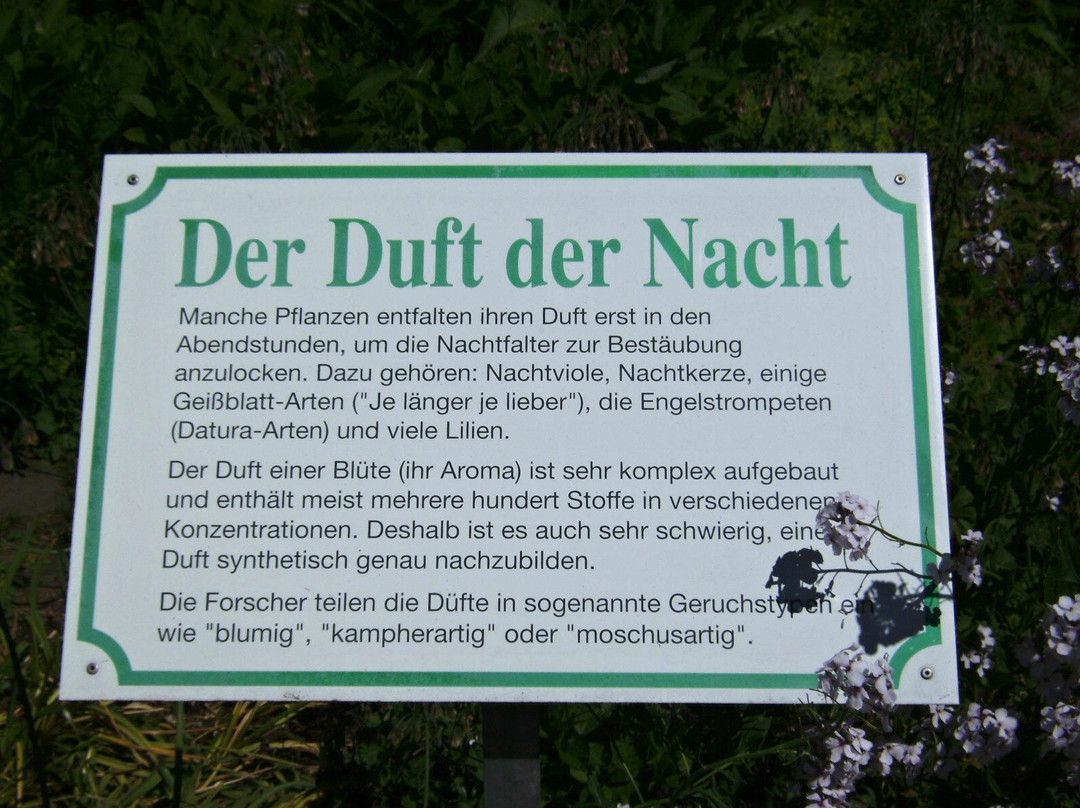 Der Duft der Nacht
Manche Pflanzen entfalten ihren Duft erst in den
Abendstunden, um die Nachtfalter zur Bestäubung
anzulocken. Dazu gehören: Nachtviole, Nachtkerze, einige
Geißblatt-Arten ("Je länger je lieber"), die Engelstrompeten
(Datura-Arten) und viele Lilien.
Der Duft einer Blüte (ihr Aroma) ist sehr komplex aufgebaut
und enthält meist mehrere hundert Stoffe in verschiedenen
Konzentrationen. Deshalb ist es auch sehr schwierig, einen
Duft synthetisch genau nachzubilden.
Die Forscher teilen die Düfte in sogenannte Geruchstypen ein
wie "blumig", "kampherartig" oder "moschusartig".